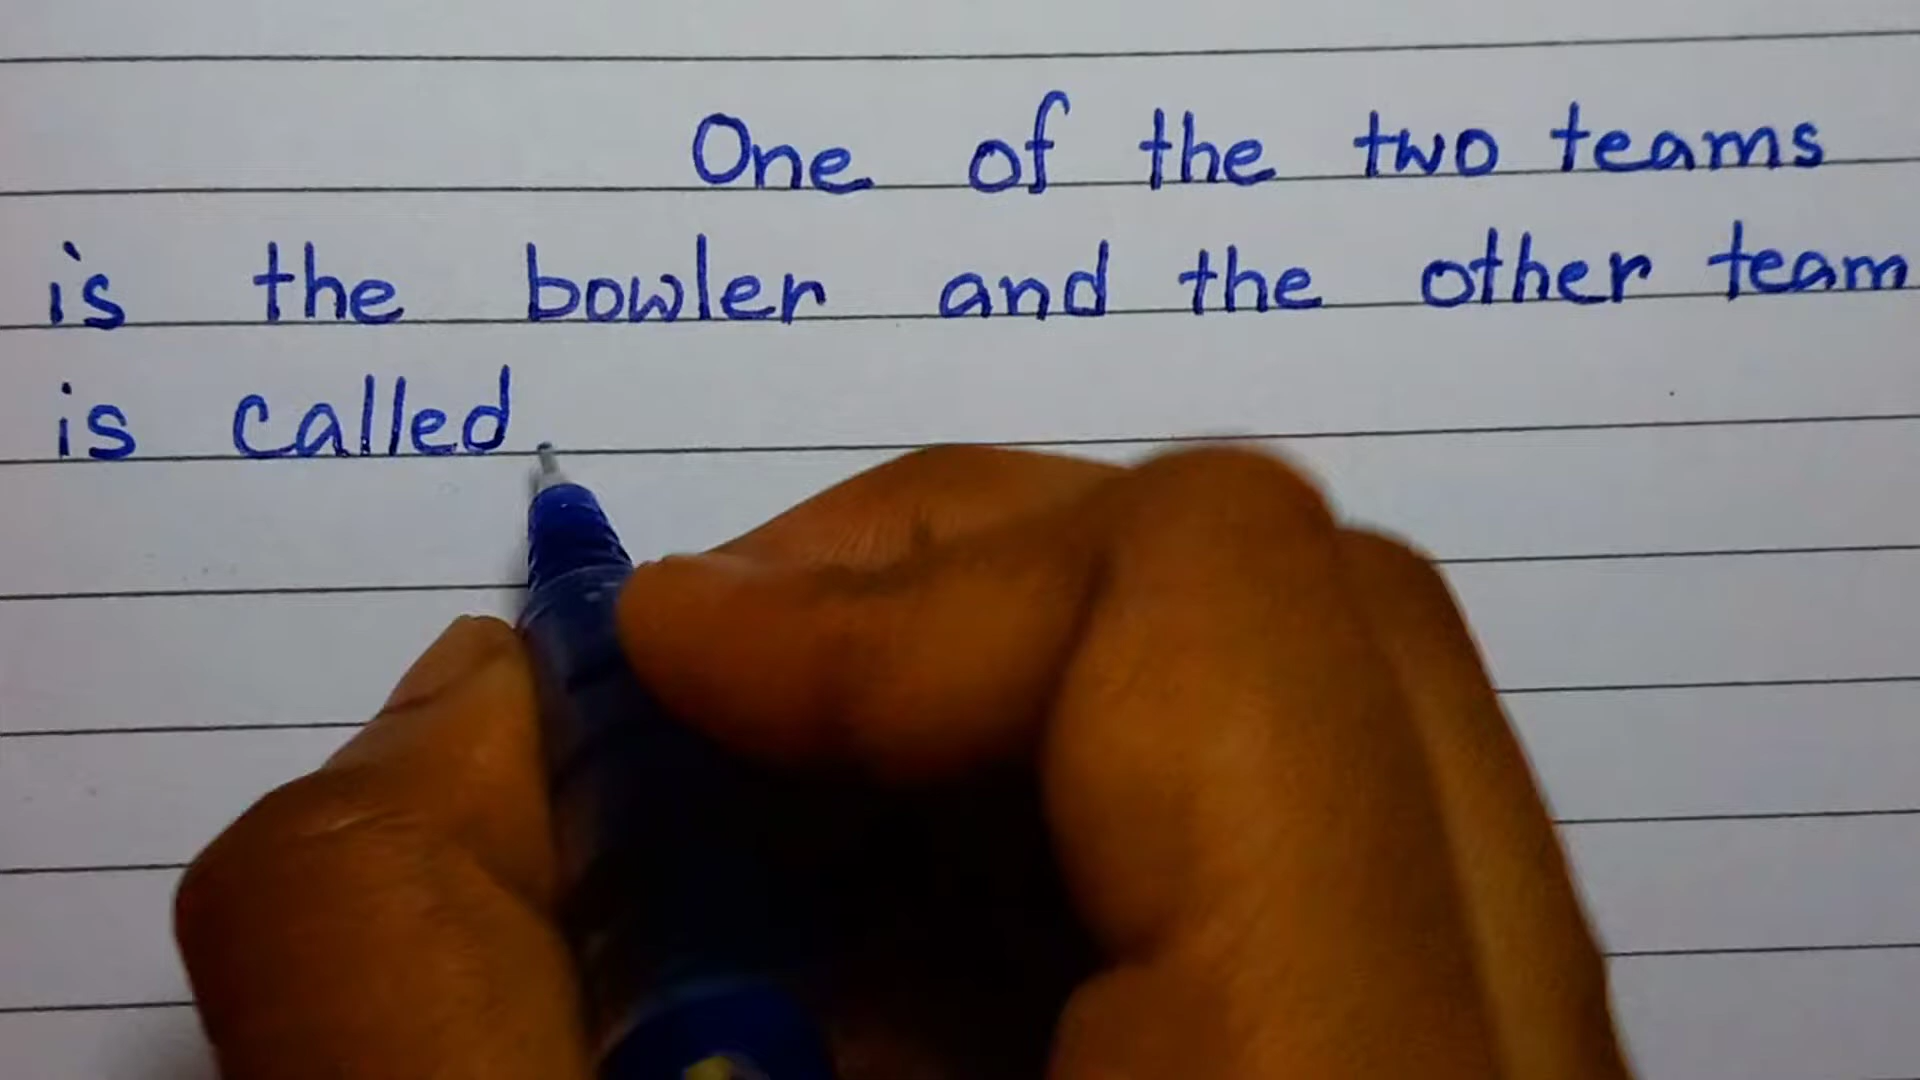 One of the two teams
is the bowler and the other team
is called